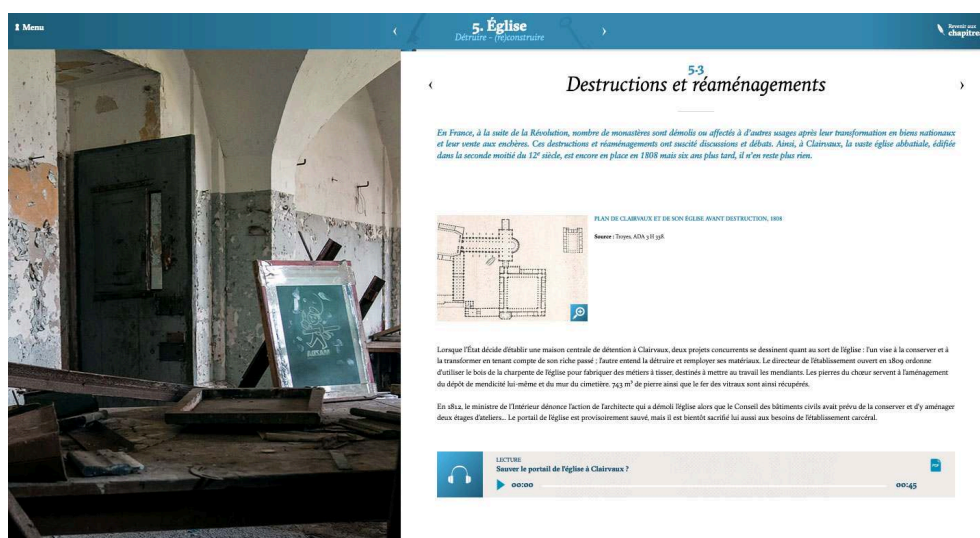 Menu
5. Église
Détruire - (re)construire
Revenir aux
chapitres
5-3
Destructions et réaménagements
En France, à la suite de la Révolution, nombre de monastères sont démolis ou affectés à d'autres usages après leur transformation en biens nationaux
et leur vente aux enchères. Ces destructions et réaménagements ont suscité discussions et débats. Ainsi, à Clairvaux, la vaste église abbatiale, édifiée
dans la seconde moitié du 12e siècle, est encore en place en 1808 mais six ans plus tard, il n'en reste plus rien.
PLAN DE CLAIRVAUX ET DE SON ÉGLISE AVANT DESTRUCTION, 1808
Source : Troyes, ADA 3 H 338.
Lorsque l'État décide d'établir une maison centrale de détention à Clairvaux, deux projets concurrents se dessinent quant au sort de l'église : l'un vise à la conserver et à
la transformer en tenant compte de son riche passé ; l'autre entend la détruire et remployer ses matériaux. Le directeur de l'établissement ouvert en 1809 ordonne
d'utiliser le bois de la charpente de l'église pour fabriquer des métiers à tisser, destinés à mettre au travail les mendiants. Les pierres du chœur servent à l'aménagement
du dépôt de mendicité lui-même et du mur du cimetière. 743 m³ de pierre ainsi que le fer des vitraux sont ainsi récupérés.
En 1812, le ministre de l'Intérieur dénonce l'action de l'architecte qui a démoli l'église alors que le Conseil des bâtiments civils avait prévu de la conserver et d'y aménager
deux étages d'ateliers... Le portail de l'église est provisoirement sauvé, mais il est bientôt sacrifié lui aussi aux besoins de l'établissement carcéral.
LECTURE
Sauver le portail de l'église à Clairvaux ?
00:00
00:45
PDF